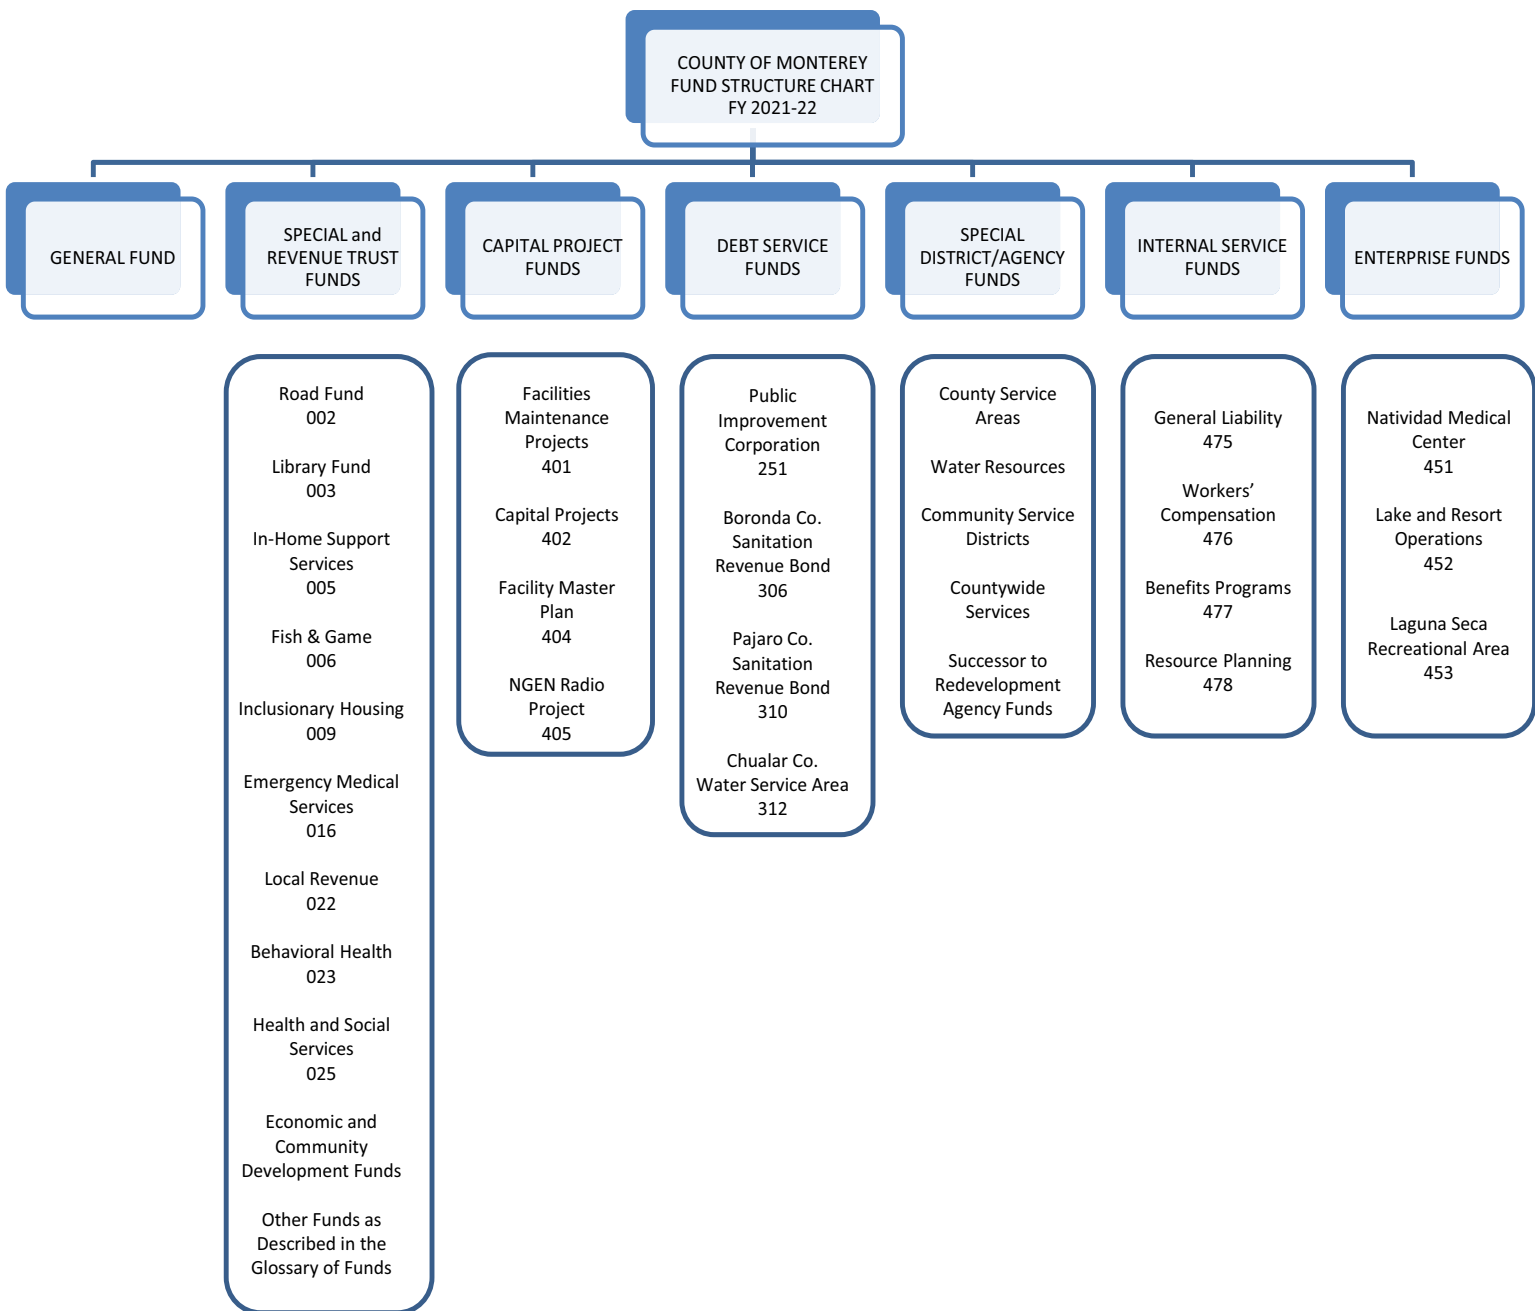 COUNTY OF MONTEREY
FUND STRUCTURE CHART
FY 2021-22
GENERAL FUND
SPECIAL and
REVENUE TRUST
FUNDS
CAPITAL PROJECT
FUNDS
DEBT SERVICE
FUNDS
SPECIAL
DISTRICT/AGENCY
FUNDS
INTERNAL SERVICE
FUNDS
ENTERPRISE FUNDS
Road Fund
002
Library Fund
003
In-Home Support
Services
005
Fish & Game
006
Inclusionary Housing
009
Emergency Medical
Services
016
Local Revenue
022
Behavioral Health
023
Health and Social
Services
025
Economic and
Community
Development Funds
Other Funds as
Described in the
Glossary of Funds
Facilities
Maintenance
Projects
401
Capital Projects
402
Facility Master
Plan
404
NGEN Radio
Project
405
Public
Improvement
Corporation
251
Boronda Co.
Sanitation
Revenue Bond
306
Pajaro Co.
Sanitation
Revenue Bond
310
Chualar Co.
Water Service Area
312
County Service
Areas
Water Resources
Community Service
Districts
Countywide
Services
Successor to
Redevelopment
Agency Funds
General Liability
475
Workers’
Compensation
476
Benefits Programs
477
Resource Planning
478
Natividad Medical
Center
451
Lake and Resort
Operations
452
Laguna Seca
Recreational Area
453